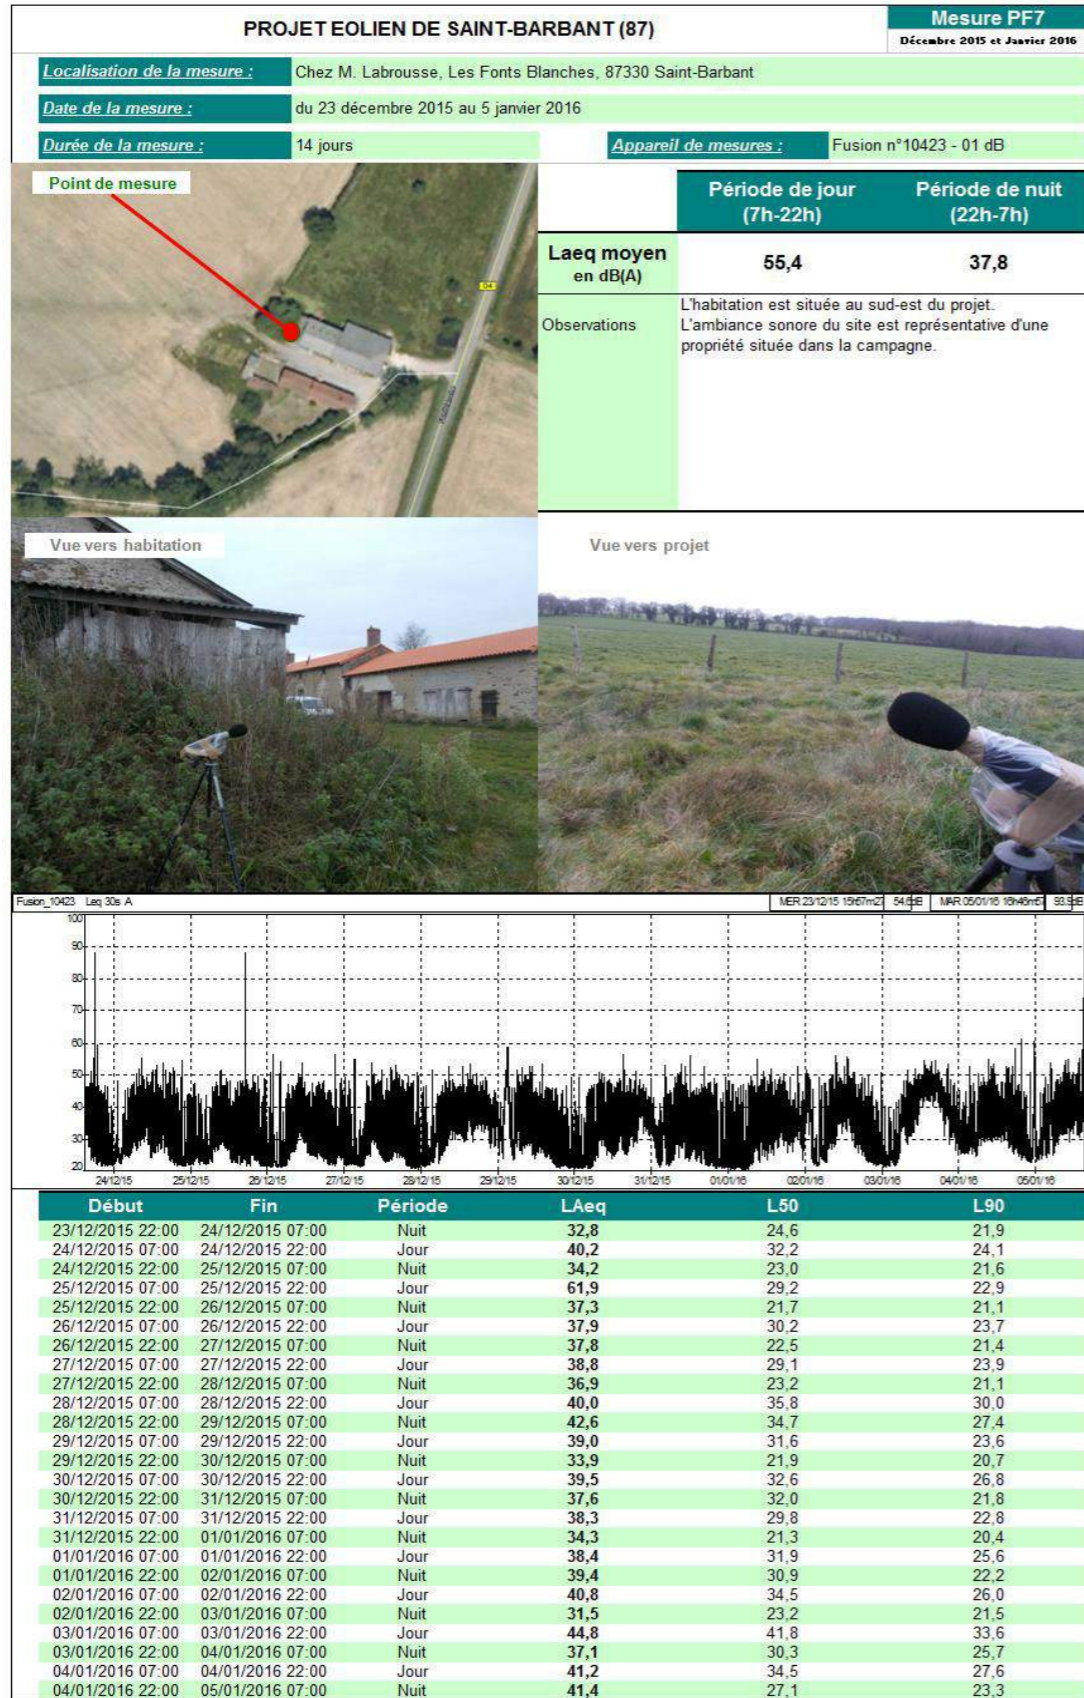 PROJET EOLIEN DE SAINT-BARBANT (87)
Mesure PF7
Décembre 2015 et Janvier 2016
Localisation de la mesure : Chez M. Labrousse, Les Fonts Blanches, 87330 Saint-Barbant
Date de la mesure : du 23 décembre 2015 au 5 janvier 2016
Durée de la mesure : 14 jours Appareil de mesures : Fusion n°10423 - 01 dB
Point de mesure
D4
Période de jour (7h-22h) Période de nuit (22h-7h)
Laeq moyen en dB(A) 55,4 37,8
Observations
L'habitation est située au sud-est du projet.
L'ambiance sonore du site est représentative d'une
propriété située dans la campagne.
Vue vers habitation
Vue vers projet
Fusion_10423 Leq 30s A MER 23/12/15 15h57m27 54.6dB MAR 05/01/16 16h46m57 93.9dB
100
90
80
70
60
50
40
30
20
24/12/15 25/12/15 26/12/15 27/12/15 28/12/15 29/12/15 30/12/15 31/12/15 01/01/16 02/01/16 03/01/16 04/01/16 05/01/16
Début Fin Période LAeq L50 L90
23/12/2015 22:00 24/12/2015 07:00 Nuit 32,8 24,6 21,9
24/12/2015 07:00 24/12/2015 22:00 Jour 40,2 32,2 24,1
24/12/2015 22:00 25/12/2015 07:00 Nuit 34,2 23,0 21,6
25/12/2015 07:00 25/12/2015 22:00 Jour 61,9 29,2 22,9
25/12/2015 22:00 26/12/2015 07:00 Nuit 37,3 21,7 21,1
26/12/2015 07:00 26/12/2015 22:00 Jour 37,9 30,2 23,7
26/12/2015 22:00 27/12/2015 07:00 Nuit 37,8 22,5 21,4
27/12/2015 07:00 27/12/2015 22:00 Jour 38,8 29,1 23,9
27/12/2015 22:00 28/12/2015 07:00 Nuit 36,9 23,2 21,1
28/12/2015 07:00 28/12/2015 22:00 Jour 40,0 35,8 30,0
28/12/2015 22:00 29/12/2015 07:00 Nuit 42,6 34,7 27,4
29/12/2015 07:00 29/12/2015 22:00 Jour 39,0 31,6 23,6
29/12/2015 22:00 30/12/2015 07:00 Nuit 33,9 21,9 20,7
30/12/2015 07:00 30/12/2015 22:00 Jour 39,5 32,6 26,8
30/12/2015 22:00 31/12/2015 07:00 Nuit 37,6 32,0 21,8
31/12/2015 07:00 31/12/2015 22:00 Jour 38,3 29,8 22,8
31/12/2015 22:00 01/01/2016 07:00 Nuit 34,3 21,3 20,4
01/01/2016 07:00 01/01/2016 22:00 Jour 38,4 31,9 25,6
01/01/2016 22:00 02/01/2016 07:00 Nuit 39,4 30,9 22,2
02/01/2016 07:00 02/01/2016 22:00 Jour 40,8 34,5 26,0
02/01/2016 22:00 03/01/2016 07:00 Nuit 31,5 23,2 21,5
03/01/2016 07:00 03/01/2016 22:00 Jour 44,8 41,8 33,6
03/01/2016 22:00 04/01/2016 07:00 Nuit 37,1 30,3 25,7
04/01/2016 07:00 04/01/2016 22:00 Jour 41,2 34,5 27,6
04/01/2016 22:00 05/01/2016 07:00 Nuit 41,4 27,1 23,3